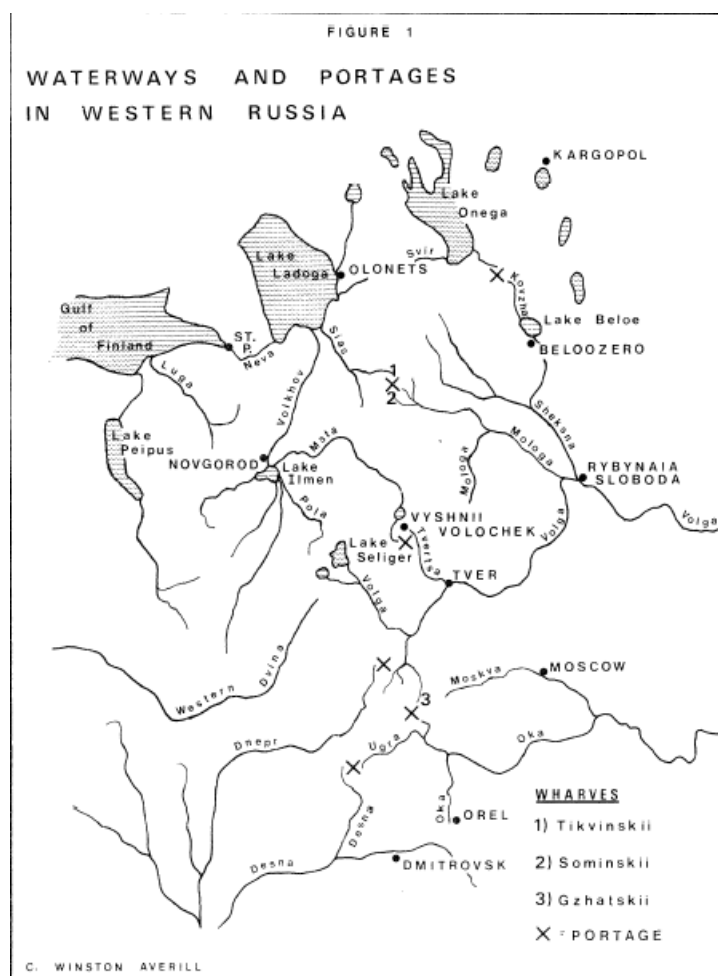 FIGURE 1
WATERWAYS AND PORTAGES
IN WESTERN RUSSIA
KARGOPOL
Lake
Onega
Svir
Lake
Ladoga
OLONETS
Kovzha
Gulf
of
Finland
ST.
P.
Neva
Sias
Lake Beloe
BELOOZERO
Luga
Volkhov
1
2
Sheksna
Lake
Peipus
NOVGOROD
Lake
Ilmen
Msta
Mologa
Mologa
RYBYNAIA
SLOBODA
Volga
Pola
VYSHNII
VOLOCHEK
Volga
Lake
Seliger
Tvertsa
TVER
Volga
Western Dvina
Moskva
MOSCOW
3
Dnepr
Ugra
Oka
Desna
Oka
OREL
Desna
DMITROVSK
WHARVES
1) Tikvinskii
2) Sominskii
3) Gzhatskii
X = PORTAGE
C. WINSTON AVERILL